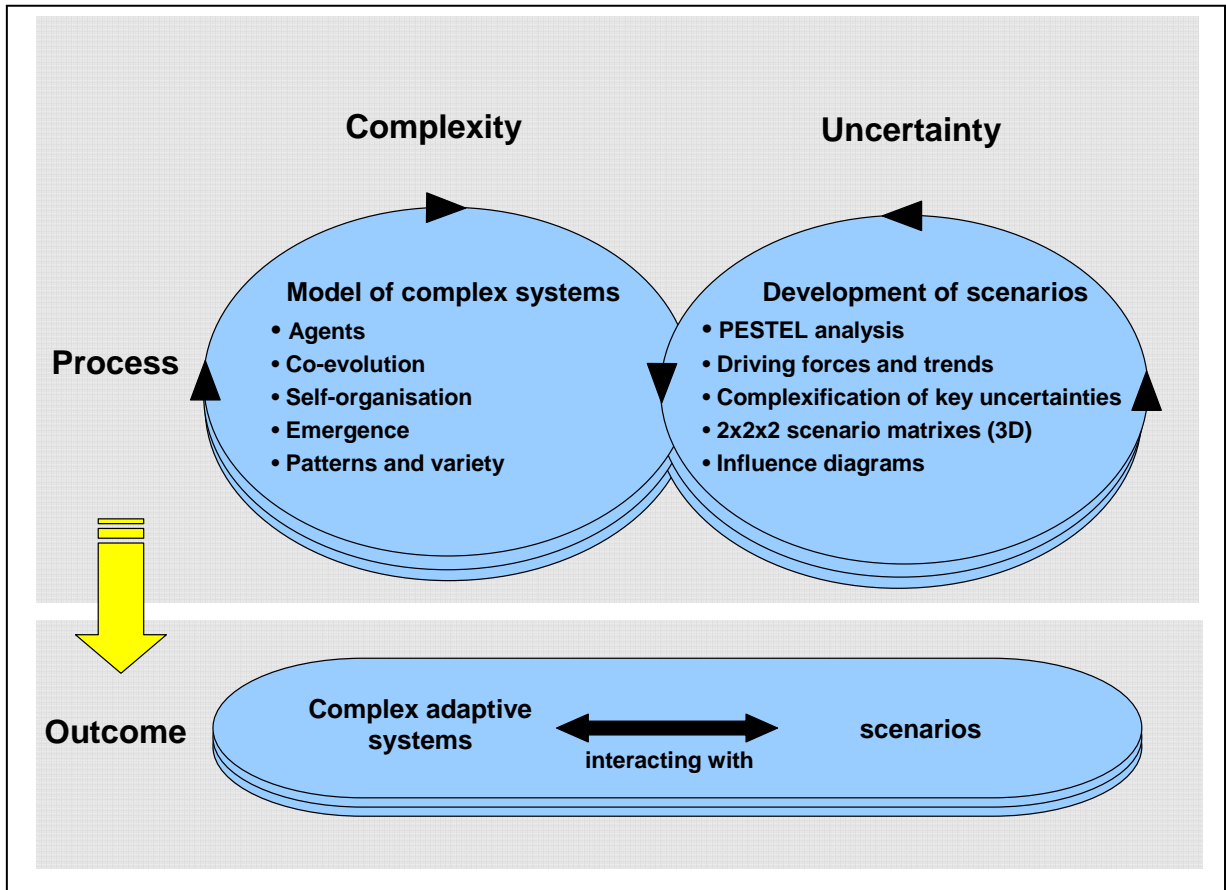 Complexity
Uncertainty
Process
Model of complex systems
• Agents
• Co-evolution
• Self-organisation
• Emergence
• Patterns and variety
Development of scenarios
• PESTEL analysis
• Driving forces and trends
• Complexification of key uncertainties
• 2x2x2 scenario matrixes (3D)
• Influence diagrams
Outcome
Complex adaptive
systems
interacting with
scenarios